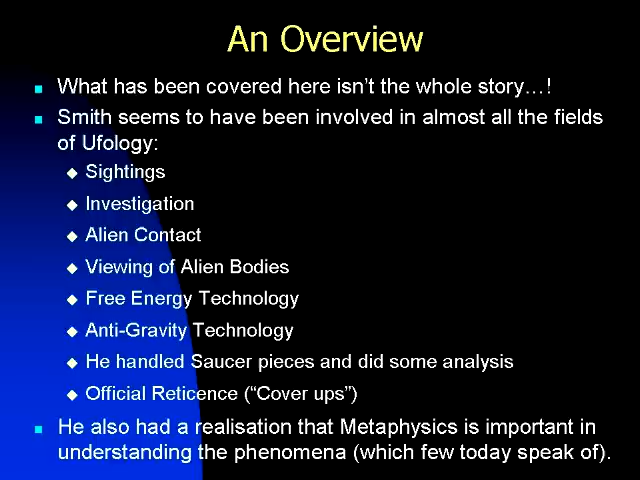 An Overview
What has been covered here isn't the whole story…!
Smith seems to have been involved in almost all the fields
of Ufology:
Sightings
Investigation
Alien Contact
Viewing of Alien Bodies
Free Energy Technology
Anti-Gravity Technology
He handled Saucer pieces and did some analysis
Official Reticence ("Cover ups")
He also had a realisation that Metaphysics is important in
understanding the phenomena (which few today speak of).